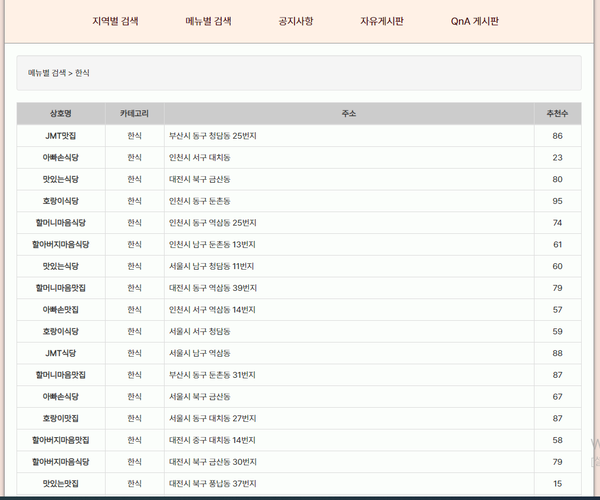 지역별 검색 메뉴별 검색 공지사항 자유게시판 QnA 게시판
메뉴별 검색 > 한식
상호명 카테고리 주소 추천수
JMT맛집 한식 부산시 동구 청담동 25번지 86
아빠손식당 한식 인천시 서구 대치동 23
맛있는식당 한식 대전시 북구 금산동 80
호랑이식당 한식 인천시 동구 둔촌동 95
할머니마음식당 한식 인천시 동구 역삼동 25번지 74
할아버지마음식당 한식 인천시 남구 둔촌동 13번지 61
맛있는식당 한식 서울시 남구 청담동 11번지 60
할머니마음맛집 한식 대전시 동구 역삼동 39번지 79
아빠손맛집 한식 인천시 서구 역삼동 14번지 57
호랑이식당 한식 서울시 서구 청담동 59
JMT식당 한식 서울시 남구 역삼동 88
할머니마음맛집 한식 부산시 동구 둔촌동 31번지 87
아빠손식당 한식 서울시 북구 금산동 67
호랑이맛집 한식 서울시 동구 대치동 27번지 87
할아버지마음맛집 한식 대전시 중구 대치동 14번지 58
할아버지마음식당 한식 대전시 북구 금산동 30번지 79
맛있는맛집 한식 대전시 북구 풍납동 37번지 15